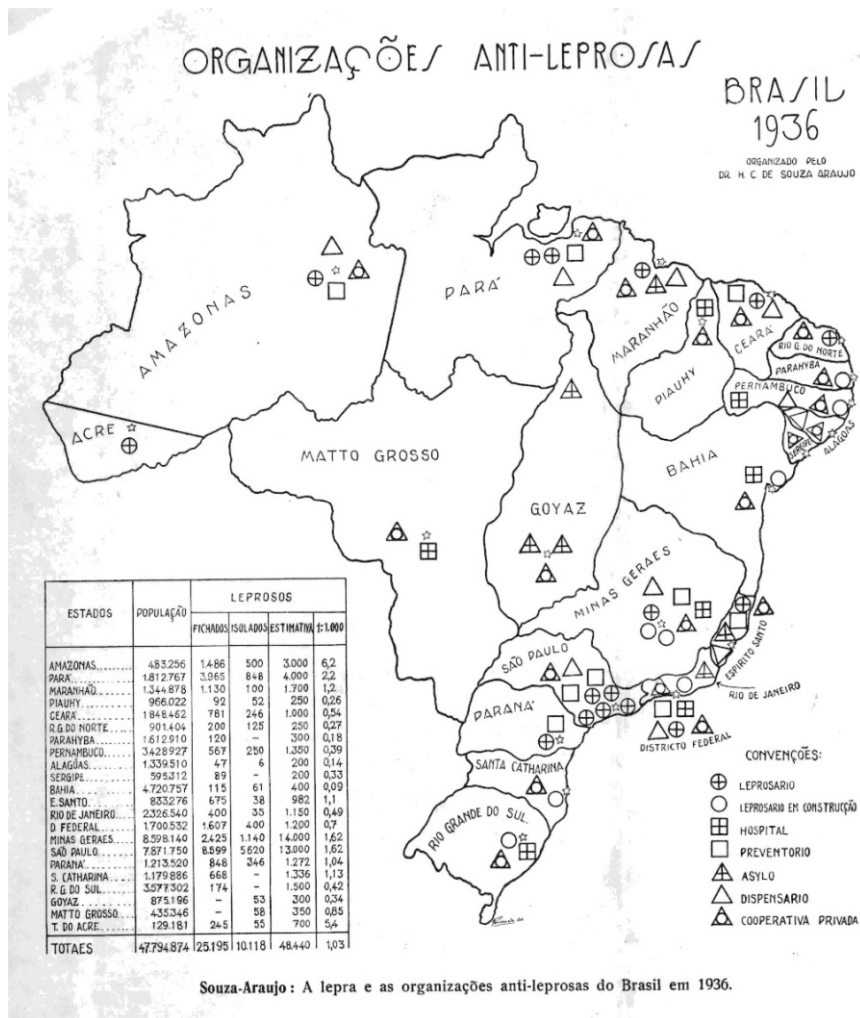 ORGANIZAÇÕES ANTI-LEPROSAS
BRASIL
1936
ORGANIZADO PELO
DR. H. C. DE SOUZA ARAUJO
AMAZONAS
PARÁ
MARANHÃO
PIAUHY
CEARÁ
RIO G. DO NORTE
PARAHYBA
PERNAMBUCO
ALAGOAS
SERGIPE
ACRE
MATTO GROSSO
GOYAZ
BAHIA
MINAS GERAES
ESPIRITO SANTO
SÃO PAULO
RIO DE JANEIRO
PARANÁ
DISTRICTO FEDERAL
SANTA CATHARINA
RIO GRANDE DO SUL
ESTADOS POPULAÇÃO LEPROSOS
FICHADOS ISOLADOS ESTIMATIVA 1:1.000
AMAZONAS........ 483.256 1.486 500 3.000 6,2
PARÁ............ 1.812.767 3.965 848 4.000 2,2
MARANHÃO........ 1.344.878 1.130 100 1.700 1,2
PIAUHY.......... 966.022 92 52 250 0,26
CEARÁ........... 1.848.462 781 246 1.000 0,54
R.G. DO NORTE..... 901.404 200 125 250 0,27
PARAHYBA........ 1.612.910 120 – 300 0,18
PERNAMBUCO...... 3.428.927 567 250 1.350 0,39
ALAGÔAS......... 1.339.510 47 6 200 0,14
SERGIPE......... 595.312 89 – 200 0,33
BAHIA........... 4.720.757 115 61 400 0,09
E. SANTO......... 833.276 675 38 982 1,1
RIO DE JANEIRO.... 2.326.540 400 35 1.150 0,49
D. FEDERAL....... 1.700.532 1.607 400 1.200 0,7
MINAS GERAES..... 8.598.140 2.425 1.140 14.000 1,62
SÃO PAULO....... 7.871.750 8.599 5620 13.000 1,62
PARANÁ.......... 1.213.520 848 346 1.272 1,04
S. CATHARINA..... 1.179.886 668 – 1.336 1,13
R. G. DO SUL....... 3.577.302 174 – 1.500 0,42
GOYAZ........... 875.196 – 53 300 0,34
MATTO GROSSO.... 435.346 – 58 350 0,85
T. DO ACRE........ 129.181 245 55 700 5,4
TOTAES 47.794.874 25.195 10.118 48.440 1,03
CONVENÇÕES:
LEPROSARIO
LEPROSARIO EM CONSTRUCÇÃO
HOSPITAL
PREVENTORIO
ASYLO
DISPENSARIO
COOPERATIVA PRIVADA
Souza-Araujo: A lepra e as organizações anti-leprosas do Brasil em 1936.